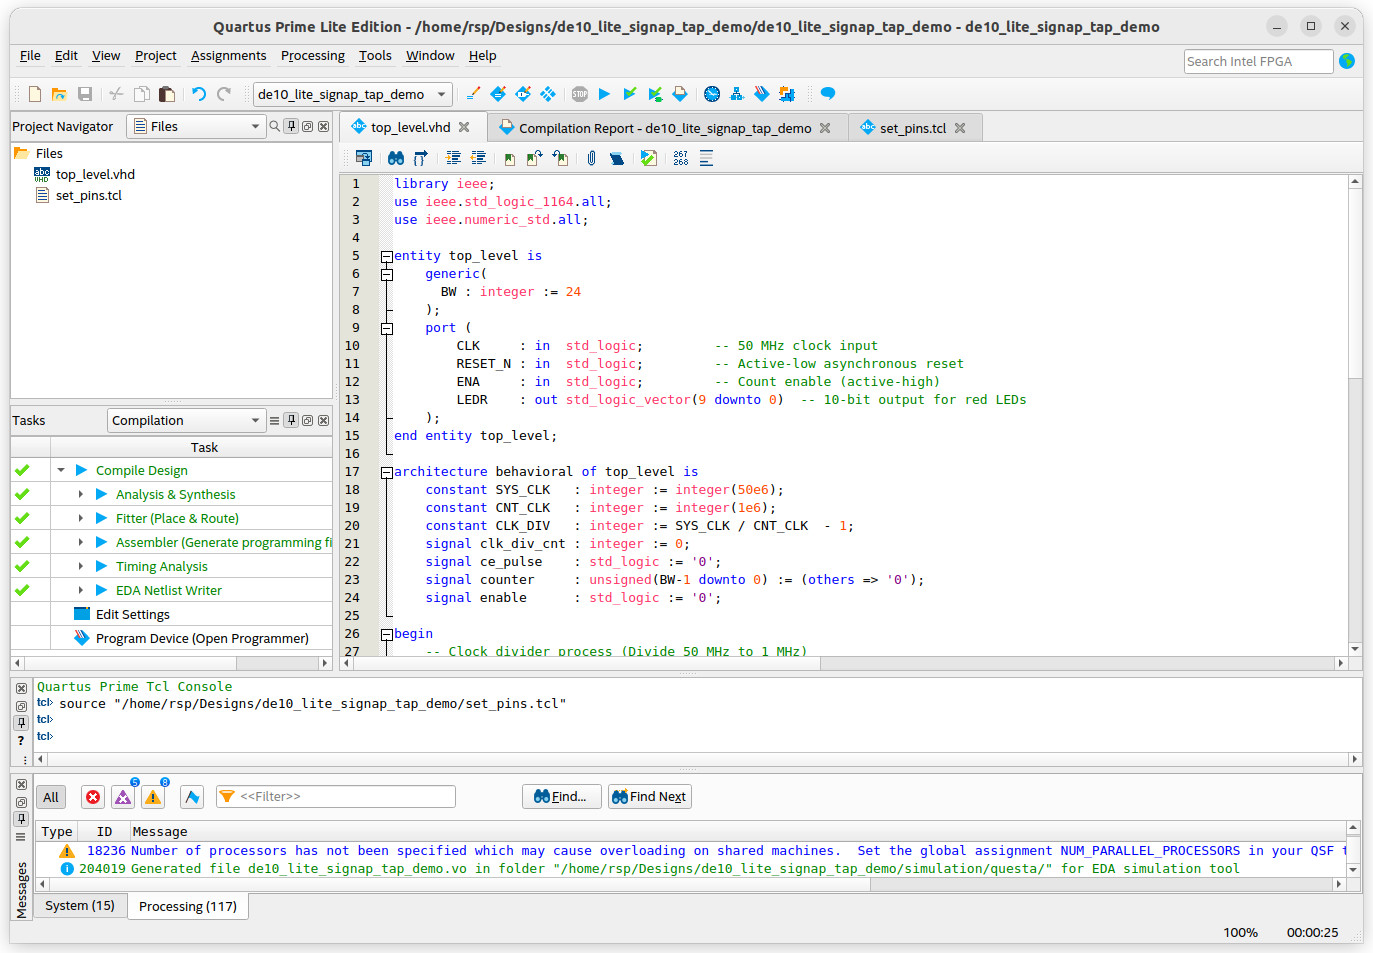 Quartus Prime Lite Edition - /home/rsp/Designs/de10_lite_signap_tap_demo/de10_lite_signap_tap_demo - de10_lite_signap_tap_demo
File Edit View Project Assignments Processing Tools Window Help
Search Intel FPGA
de10_lite_signap_tap_demo
STOP
Project Navigator
Files
top_level.vhd
Compilation Report - de10_lite_signap_tap_demo
set_pins.tcl
Files
top_level.vhd
set_pins.tcl
267
268
1 library ieee;
2 use ieee.std_logic_1164.all;
3 use ieee.numeric_std.all;
4
5 entity top_level is
6 generic(
7 BW : integer := 24
8 );
9 port (
10 CLK : in std_logic; -- 50 MHz clock input
11 RESET_N : in std_logic; -- Active-low asynchronous reset
12 ENA : in std_logic; -- Count enable (active-high)
13 LEDR : out std_logic_vector(9 downto 0) -- 10-bit output for red LEDs
14 );
15 end entity top_level;
16
17 architecture behavioral of top_level is
18 constant SYS_CLK : integer := integer(50e6);
19 constant CNT_CLK : integer := integer(1e6);
20 constant CLK_DIV : integer := SYS_CLK / CNT_CLK - 1;
21 signal clk_div_cnt : integer := 0;
22 signal ce_pulse : std_logic := '0';
23 signal counter : unsigned(BW-1 downto 0) := (others => '0');
24 signal enable : std_logic := '0';
25
26 begin
27 -- Clock divider process (Divide 50 MHz to 1 MHz)
Tasks
Compilation
Task
Compile Design
Analysis & Synthesis
Fitter (Place & Route)
Assembler (Generate programming fi
Timing Analysis
EDA Netlist Writer
Edit Settings
Program Device (Open Programmer)
Quartus Prime Tcl Console
tcl> source "/home/rsp/Designs/de10_lite_signap_tap_demo/set_pins.tcl"
tcl>
tcl>
All
5
8
<<Filter>>
Find...
Find Next
Type ID Message
18236 Number of processors has not been specified which may cause overloading on shared machines. Set the global assignment NUM_PARALLEL_PROCESSORS in your QSF
204019 Generated file de10_lite_signap_tap_demo.vo in folder "/home/rsp/Designs/de10_lite_signap_tap_demo/simulation/questa/" for EDA simulation tool
Messages
System (15)
Processing (117)
100% 00:00:25